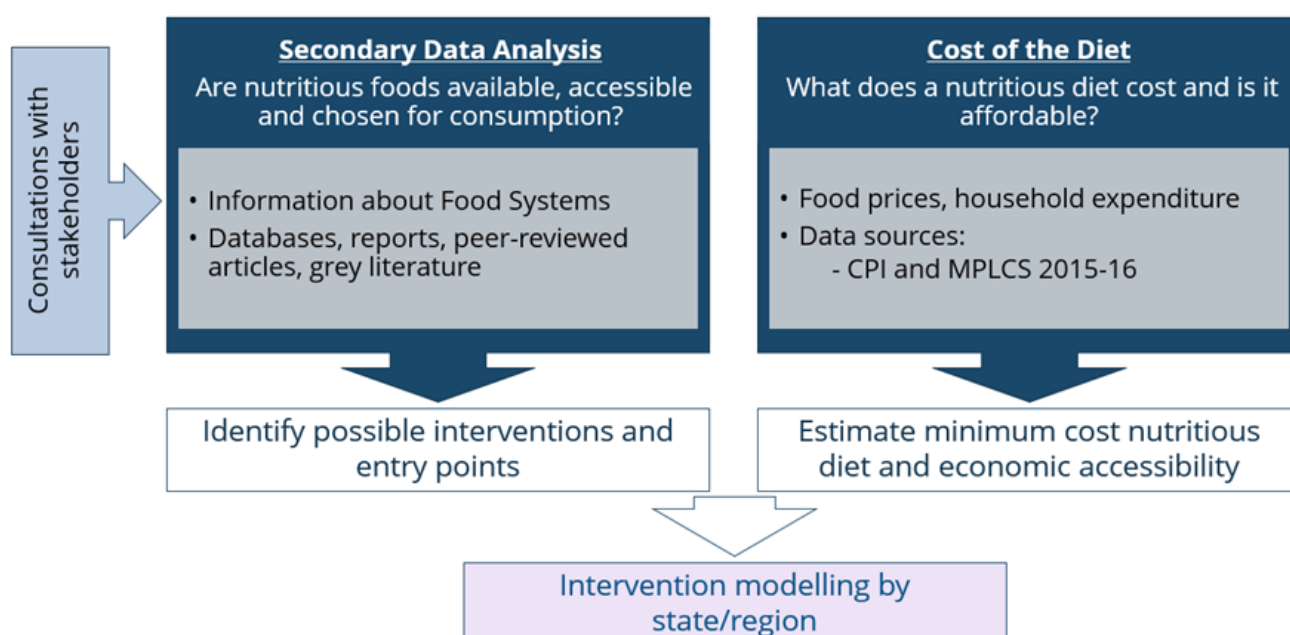 Consultations with
stakeholders
Secondary Data Analysis
Are nutritious foods available, accessible
and chosen for consumption?
• Information about Food Systems
• Databases, reports, peer-reviewed
articles, grey literature
Identify possible interventions and
entry points
Cost of the Diet
What does a nutritious diet cost and is it
affordable?
• Food prices, household expenditure
• Data sources:
- CPI and MPLCS 2015-16
Estimate minimum cost nutritious
diet and economic accessibility
Intervention modelling by
state/region